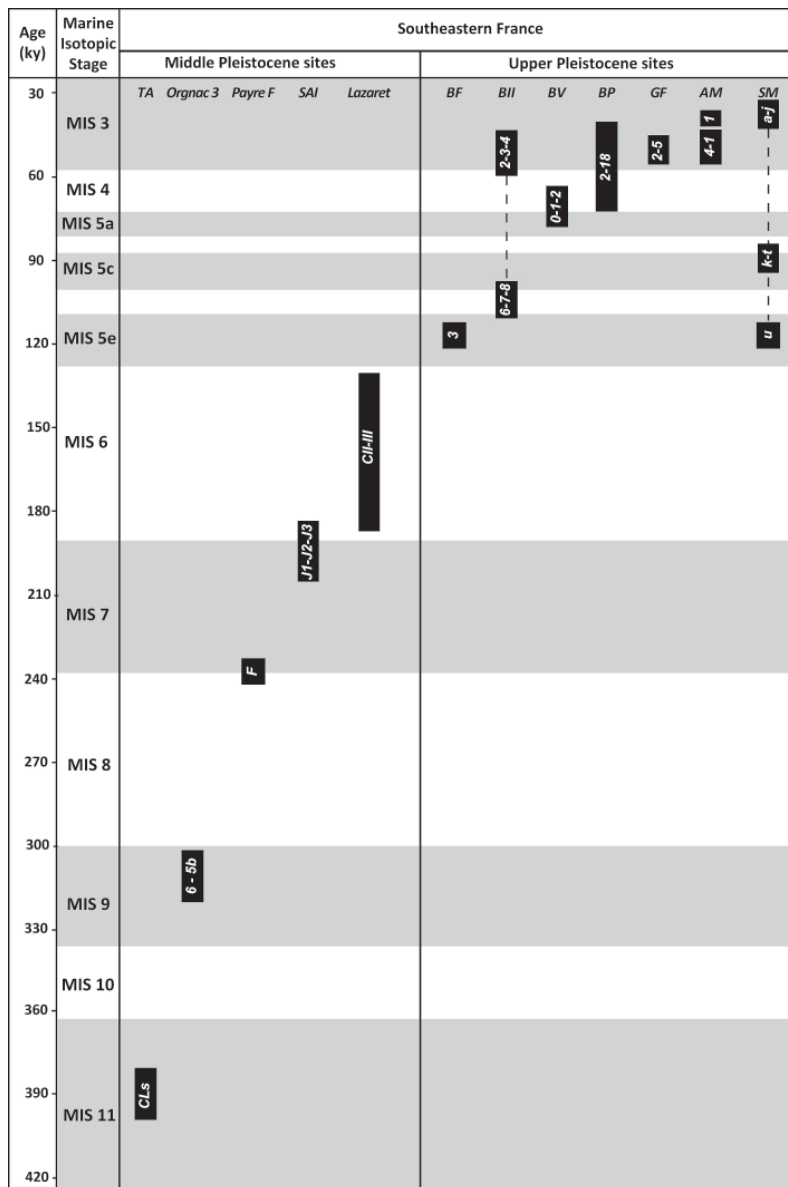 Age
(ky)
Marine
Isotopic
Stage
Southeastern France
Middle Pleistocene sites
Upper Pleistocene sites
30
TA
Orgnac 3
Payre F
SAI
Lazaret
BF
BII
BV
BP
GF
AM
SM
MIS 3
1
a-j
2-3-4
2-18
2-5
4-1
60
MIS 4
0-1-2
MIS 5a
90
MIS 5c
k-t
6-7-8
120
MIS 5e
3
u
150
MIS 6
CII-III
180
J1-J2-J3
210
MIS 7
F
240
270
MIS 8
300
6 - 5b
MIS 9
330
MIS 10
360
390
CLs
MIS 11
420